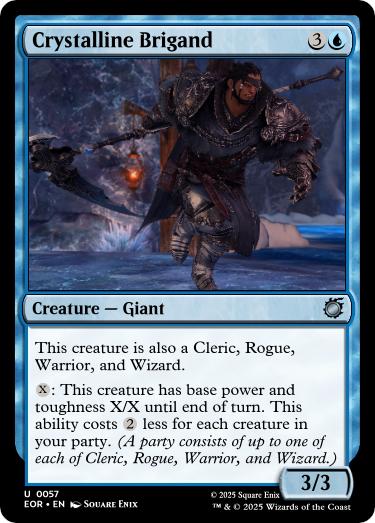 Crystalline Brigand 3
Creature — Giant
This creature is also a Cleric, Rogue,
Warrior, and Wizard.
X: This creature has base power and
toughness X/X until end of turn. This
ability costs 2 less for each creature in
your party. (A party consists of up to one
of each of Cleric, Rogue, Warrior, and Wizard.)
3/3
U 0057
EOR • EN Square Enix
© 2025 Square Enix
™ & © 2025 Wizards of the Coast